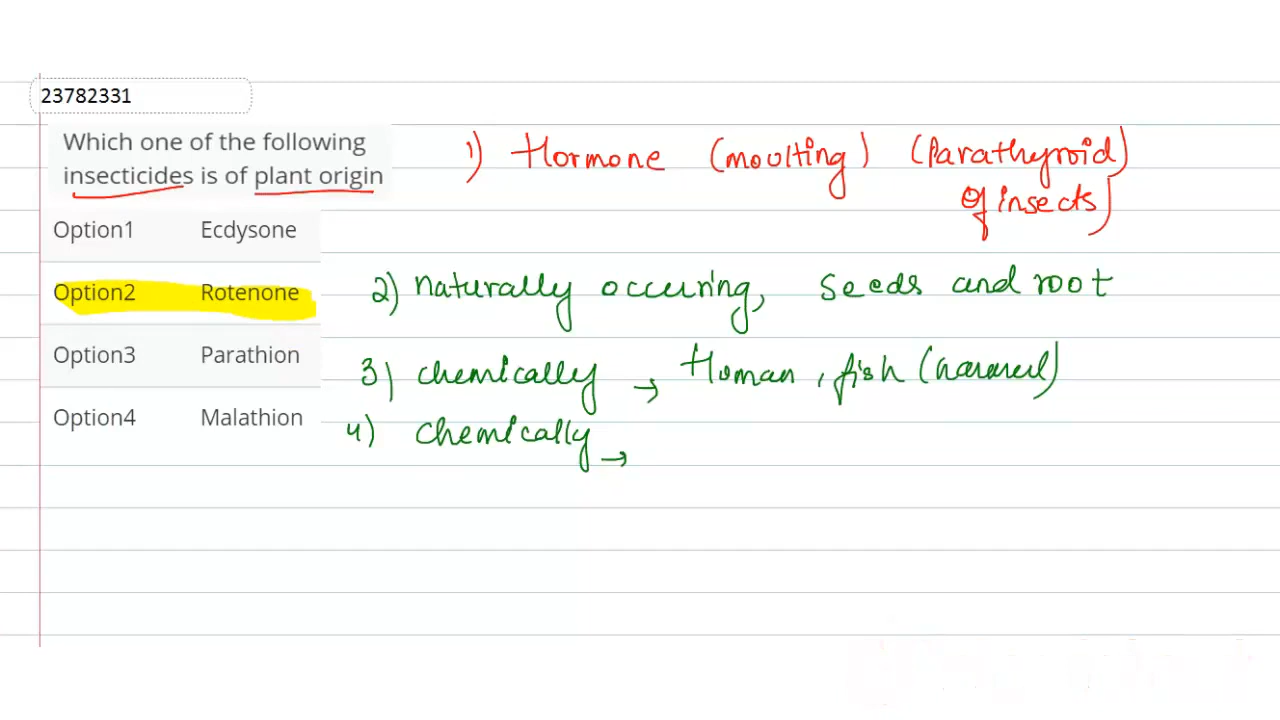 23782331
Which one of the following
insecticides is of plant origin
Option1 Ecdysone
Option2 Rotenone
Option3 Parathion
Option4 Malathion
1) Hormone (moulting) (Parathyroid)
of insects)
2) naturally occuring, seeds and root
3) chemically → Homan, fish
4) chemically →